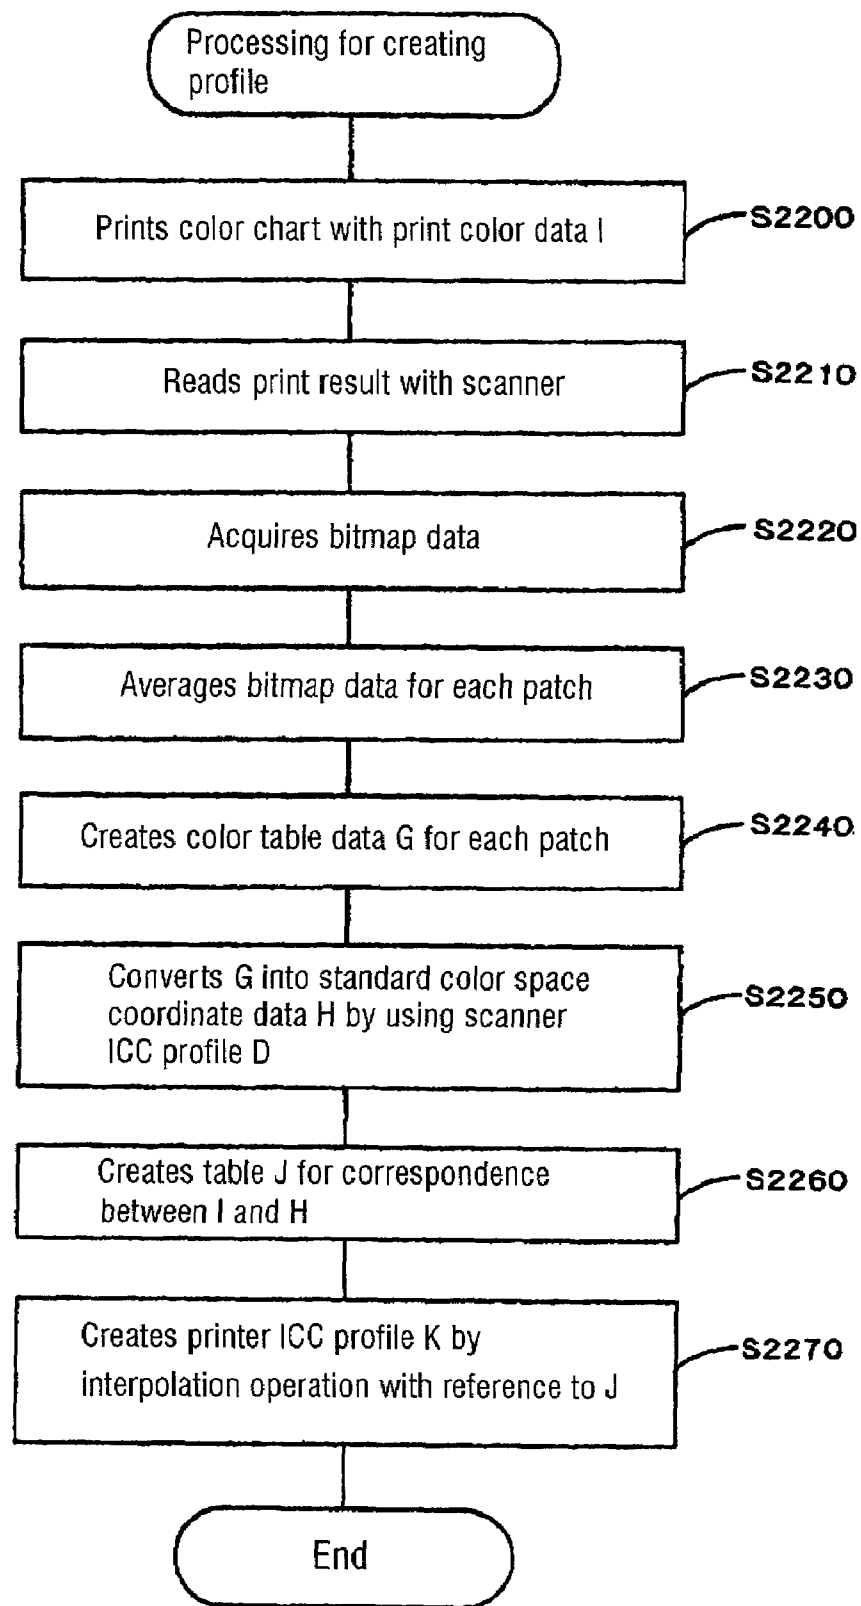 Processing for creating
profile
Prints color chart with print color data I
S2200
Reads print result with scanner
S2210
Acquires bitmap data
S2220
Averages bitmap data for each patch
S2230
Creates color table data G for each patch
S2240
Converts G into standard color space
coordinate data H by using scanner
ICC profile D
S2250
Creates table J for correspondence
between I and H
S2260
Creates printer ICC profile K by
interpolation operation with reference to J
S2270
End